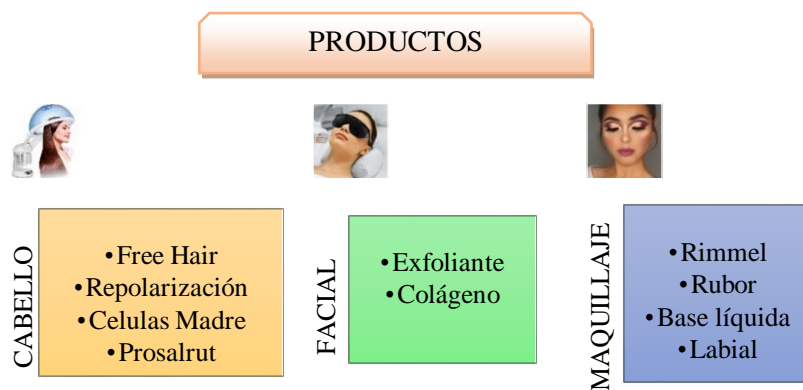 PRODUCTOS
CABELLO
•Free Hair
•Repolarización
•Celulas Madre
•Prosalrut
FACIAL
•Exfoliante
•Colágeno
MAQUILLAJE
•Rimmel
•Rubor
•Base líquida
•Labial